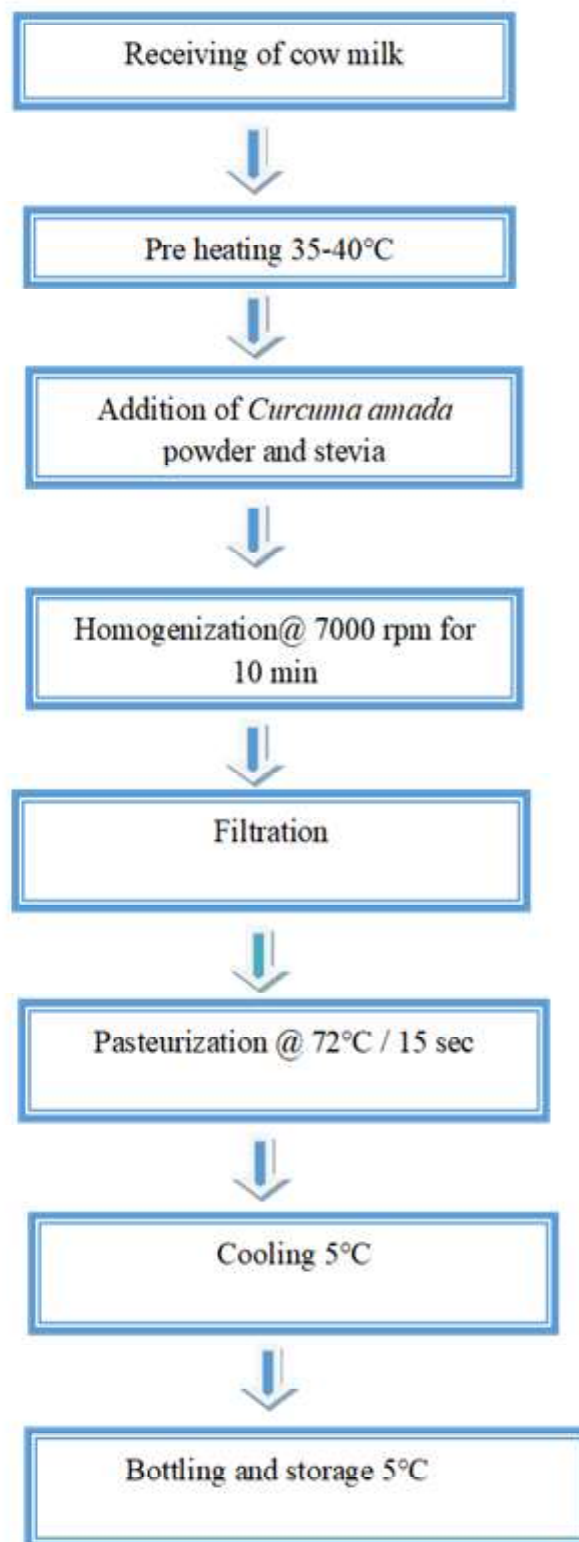 Receiving of cow milk
Pre heating 35-40°C
Addition of Curcuma amada
powder and stevia
Homogenization@ 7000 rpm for
10 min
Filtration
Pasteurization @ 72°C / 15 sec
Cooling 5°C
Bottling and storage 5°C